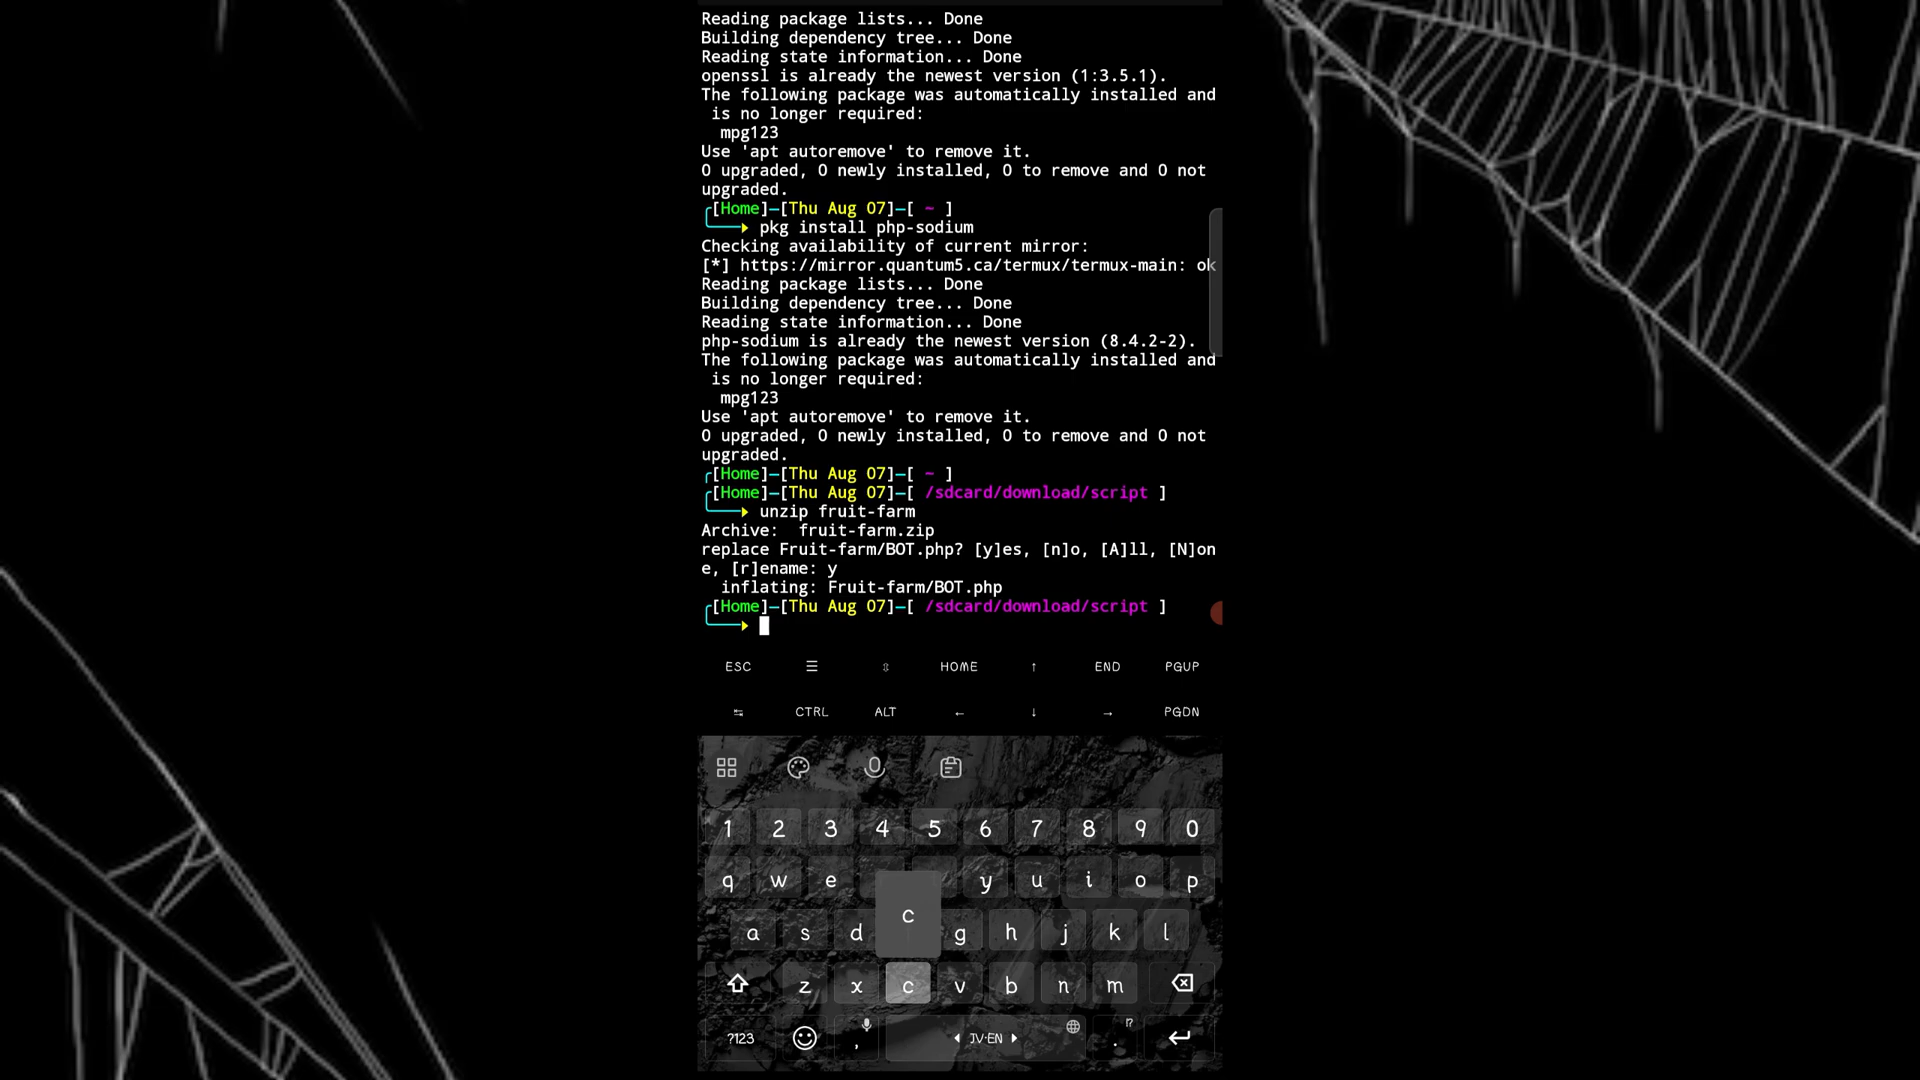 Reading package lists... Done
Building dependency tree... Done
Reading state information... Done
openssl is already the newest version (1:3.5.1).
The following package was automatically installed and
is no longer required:
mpg123
Use 'apt autoremove' to remove it.
0 upgraded, 0 newly installed, 0 to remove and 0 not
upgraded.
[Home]—[Thu Aug 07]—[ ~ ]
pkg install php-sodium
Checking availability of current mirror:
[*] https://mirror.quantum5.ca/termux/termux-main: ok
Reading package lists... Done
Building dependency tree... Done
Reading state information... Done
php-sodium is already the newest version (8.4.2-2).
The following package was automatically installed and
is no longer required:
mpg123
Use 'apt autoremove' to remove it.
0 upgraded, 0 newly installed, 0 to remove and 0 not
upgraded.
[Home]—[Thu Aug 07]—[ ~ ]
[Home]—[Thu Aug 07]—[ /sdcard/download/script ]
unzip fruit-farm
Archive:  fruit-farm.zip
replace Fruit-farm/BOT.php? [y]es, [n]o, [A]ll, [N]on
e, [r]ename: y
inflating: Fruit-farm/BOT.php
[Home]—[Thu Aug 07]—[ /sdcard/download/script ]
ESC ☰ ⇳ HOME ↑ END PGUP
⇆ CTRL ALT ← ↓ → PGDN
1 2 3 4 5 6 7 8 9 0
q w e y u i o p
c
a s d g h j k l
z x c v b n m
?123 , JV·EN . !?